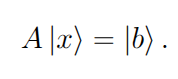 A |x⟩ = |b⟩ .